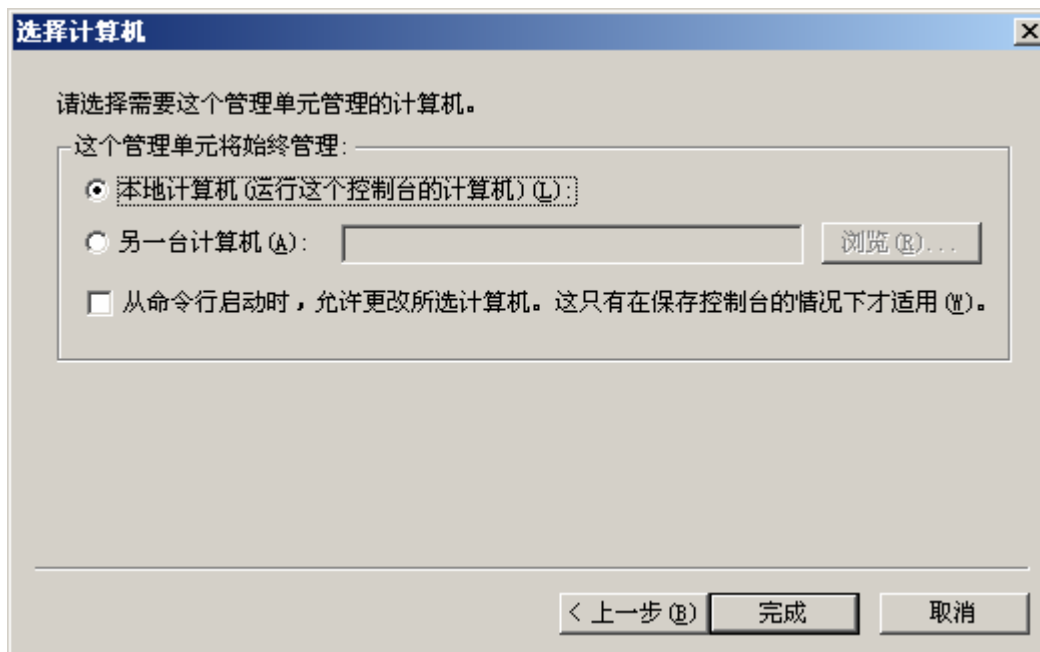 选择计算机
请选择需要这个管理单元管理的计算机。
这个管理单元将始终管理:
本地计算机(运行这个控制台的计算机)(L):
另一台计算机(A):
浏览(R)...
从命令行启动时，允许更改所选计算机。这只有在保存控制台的情况下才适用(W)。
< 上一步(B)
完成
取消